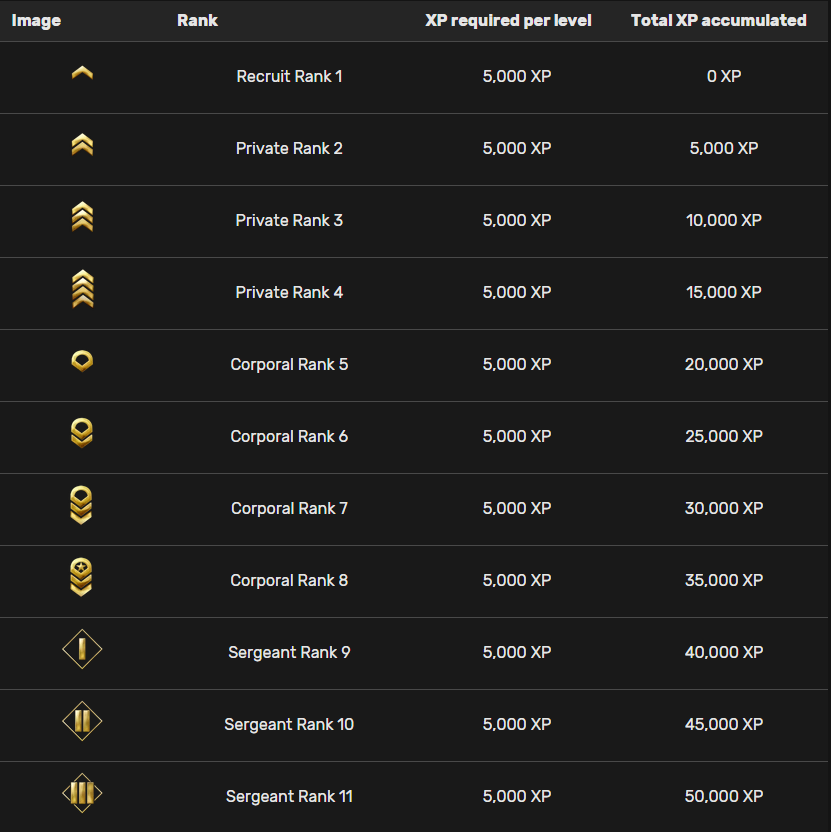 Image Rank XP required per level Total XP accumulated
Recruit Rank 1 5,000 XP 0 XP
Private Rank 2 5,000 XP 5,000 XP
Private Rank 3 5,000 XP 10,000 XP
Private Rank 4 5,000 XP 15,000 XP
Corporal Rank 5 5,000 XP 20,000 XP
Corporal Rank 6 5,000 XP 25,000 XP
Corporal Rank 7 5,000 XP 30,000 XP
Corporal Rank 8 5,000 XP 35,000 XP
Sergeant Rank 9 5,000 XP 40,000 XP
Sergeant Rank 10 5,000 XP 45,000 XP
Sergeant Rank 11 5,000 XP 50,000 XP